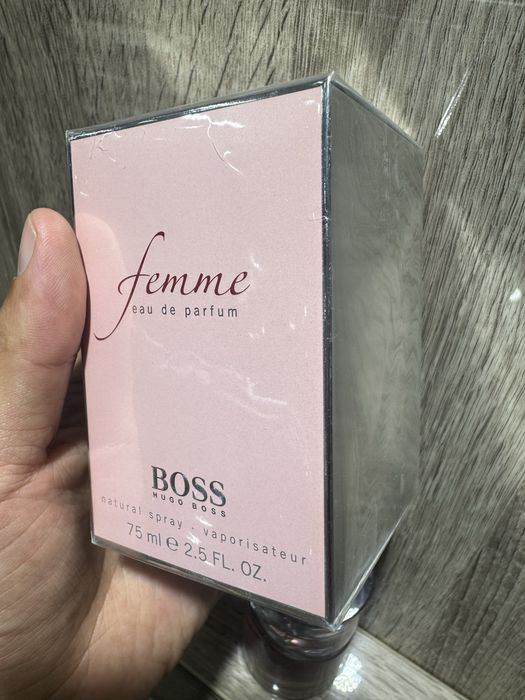 femme
eau de parfum
BOSS
HUGO BOSS
natural spray · vaporisateur
75 ml e 2.5 FL. OZ.